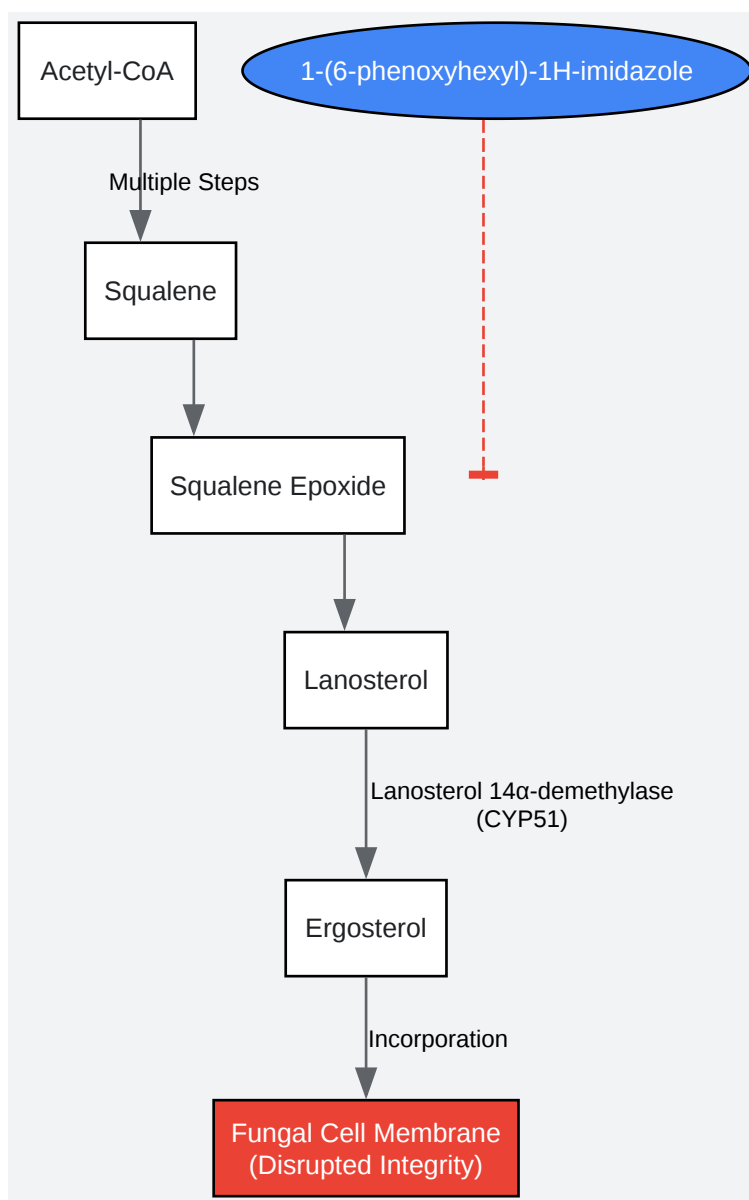 Acetyl-CoA
1-(6-phenoxyhexyl)-1H-imidazole
Multiple Steps
Squalene
Squalene Epoxide
Lanosterol
Lanosterol 14α-demethylase
(CYP51)
Ergosterol
Incorporation
Fungal Cell Membrane
(Disrupted Integrity)